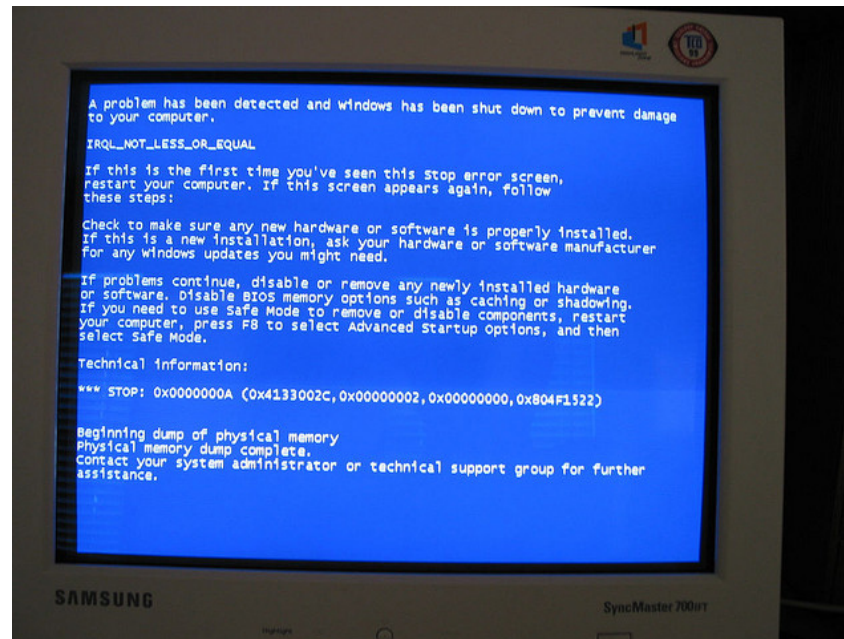 TCO
99
A problem has been detected and Windows has been shut down to prevent damage
to your computer.
IRQL_NOT_LESS_OR_EQUAL
If this is the first time you've seen this Stop error screen,
restart your computer. If this screen appears again, follow
these steps:
Check to make sure any new hardware or software is properly installed.
If this is a new installation, ask your hardware or software manufacturer
for any Windows updates you might need.
If problems continue, disable or remove any newly installed hardware
or software. Disable BIOS memory options such as caching or shadowing.
If you need to use Safe Mode to remove or disable components, restart
your computer, press F8 to select Advanced Startup Options, and then
select Safe Mode.
Technical information:
*** STOP: 0x0000000A (0x4133002C,0x00000002,0x00000000,0x804F1522)
Beginning dump of physical memory
Physical memory dump complete.
Contact your system administrator or technical support group for further
assistance.
SAMSUNG
SyncMaster 700IFT
Highlight